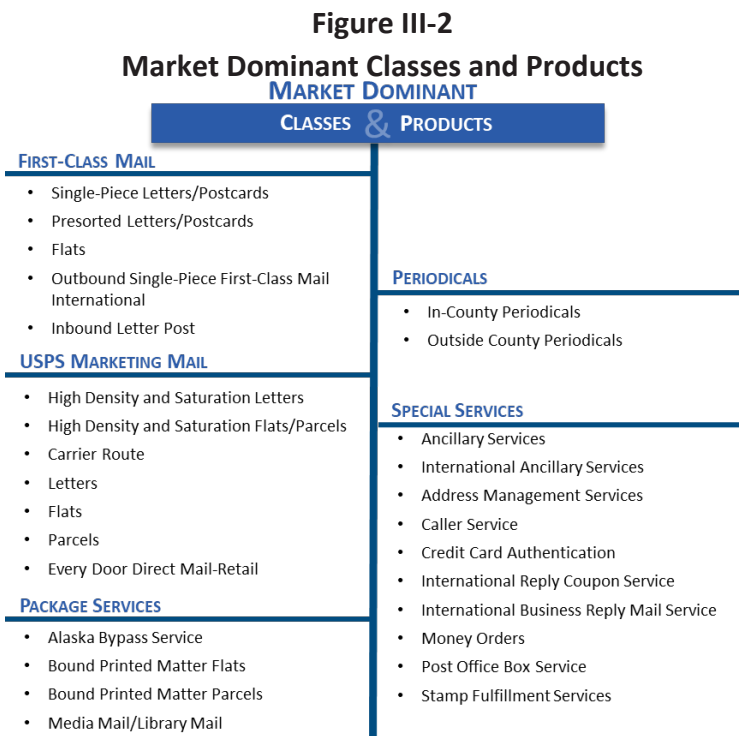 Figure III-2
Market Dominant Classes and Products
MARKET DOMINANT
CLASSES & PRODUCTS
FIRST-CLASS MAIL
• Single-Piece Letters/Postcards
• Presorted Letters/Postcards
• Flats
• Outbound Single-Piece First-Class Mail
International
• Inbound Letter Post
USPS MARKETING MAIL
• High Density and Saturation Letters
• High Density and Saturation Flats/Parcels
• Carrier Route
• Letters
• Flats
• Parcels
• Every Door Direct Mail-Retail
PACKAGE SERVICES
• Alaska Bypass Service
• Bound Printed Matter Flats
• Bound Printed Matter Parcels
• Media Mail/Library Mail
PERIODICALS
• In-County Periodicals
• Outside County Periodicals
SPECIAL SERVICES
• Ancillary Services
• International Ancillary Services
• Address Management Services
• Caller Service
• Credit Card Authentication
• International Reply Coupon Service
• International Business Reply Mail Service
• Money Orders
• Post Office Box Service
• Stamp Fulfillment Services